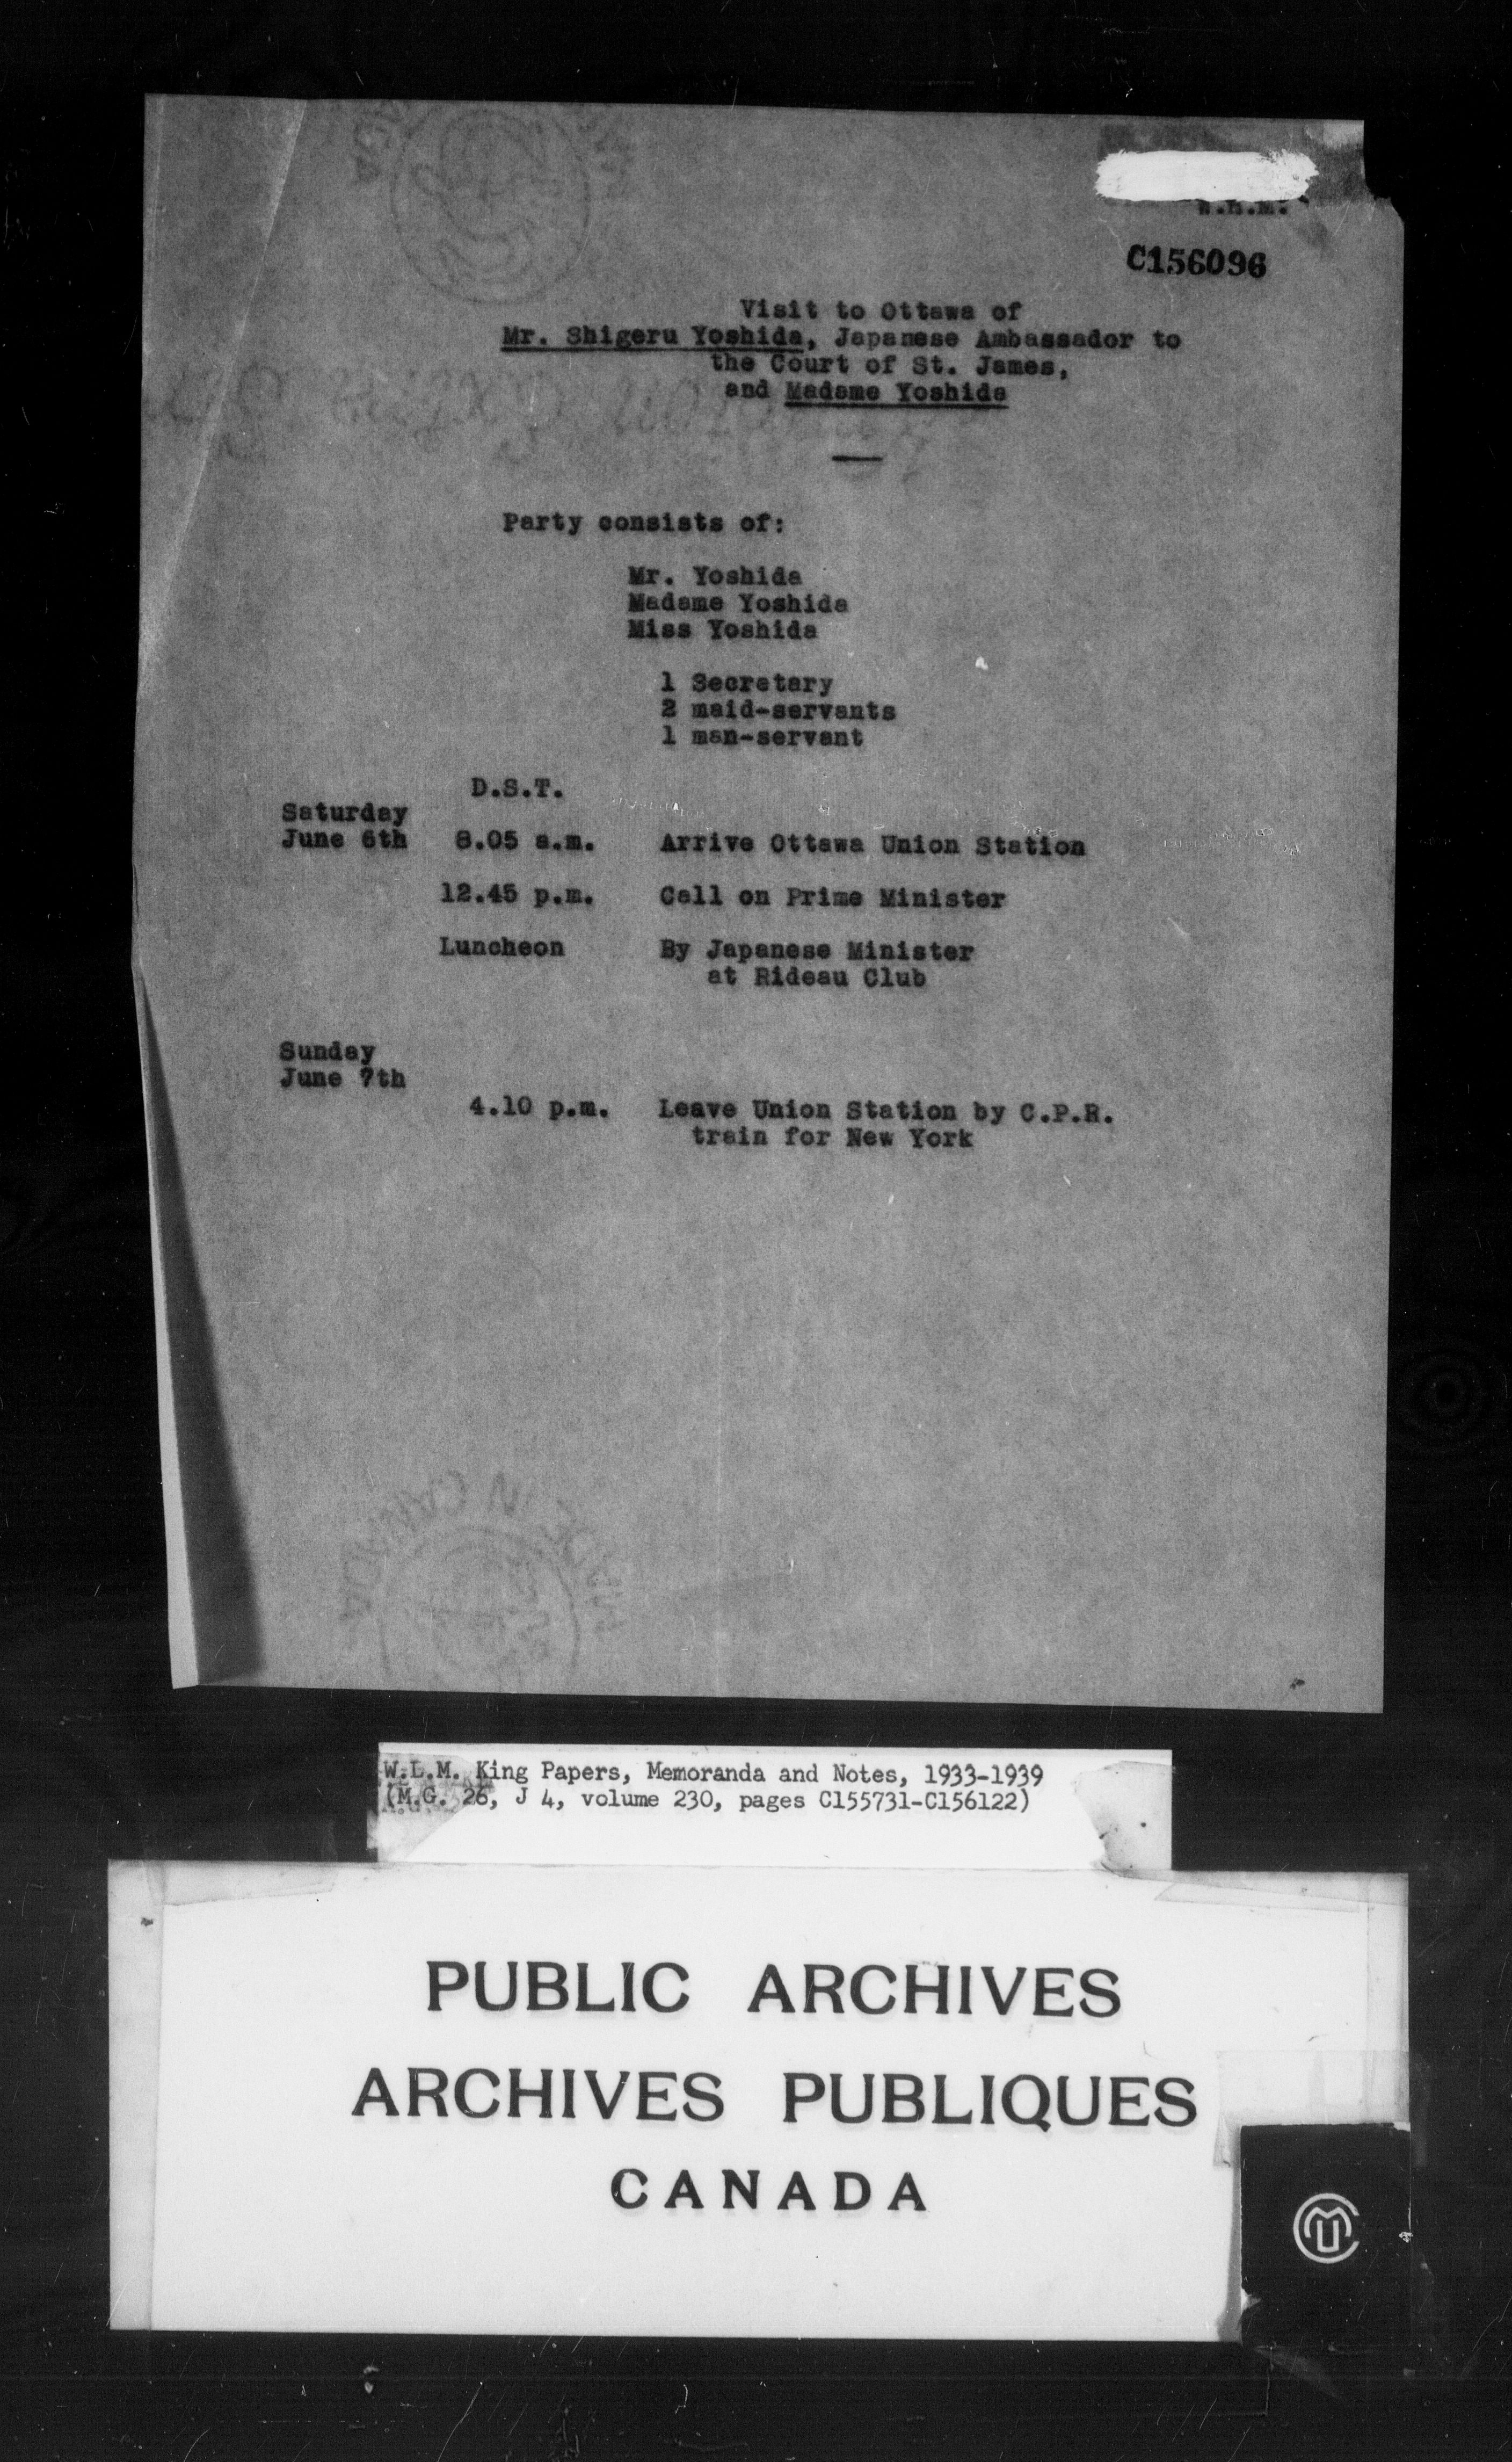 C156096
Visit to Ottawa of
Mr. Shigeru Yoshida, Japanese Ambassador to
the Court of St. James,
and Madame Yoshida
Party consists of:
Mr. Yoshida
Madame Yoshida
Miss Yoshida
1 Secretary
2 maid-servants
1 man-servant
D.S.T.
Saturday
June 6th 8.05 a.m. Arrive Ottawa Union Station
12.45 p.m. Call on Prime Minister
Luncheon By Japanese Minister
at Rideau Club
Sunday
June 7th
4.10 p.m. Leave Union Station by C.P.R.
train for New York
W.L.M. King Papers, Memoranda and Notes, 1933-1939
(M.G. 26, J 4, volume 230, pages C155731-C156122)
PUBLIC ARCHIVES
ARCHIVES PUBLIQUES
CANADA